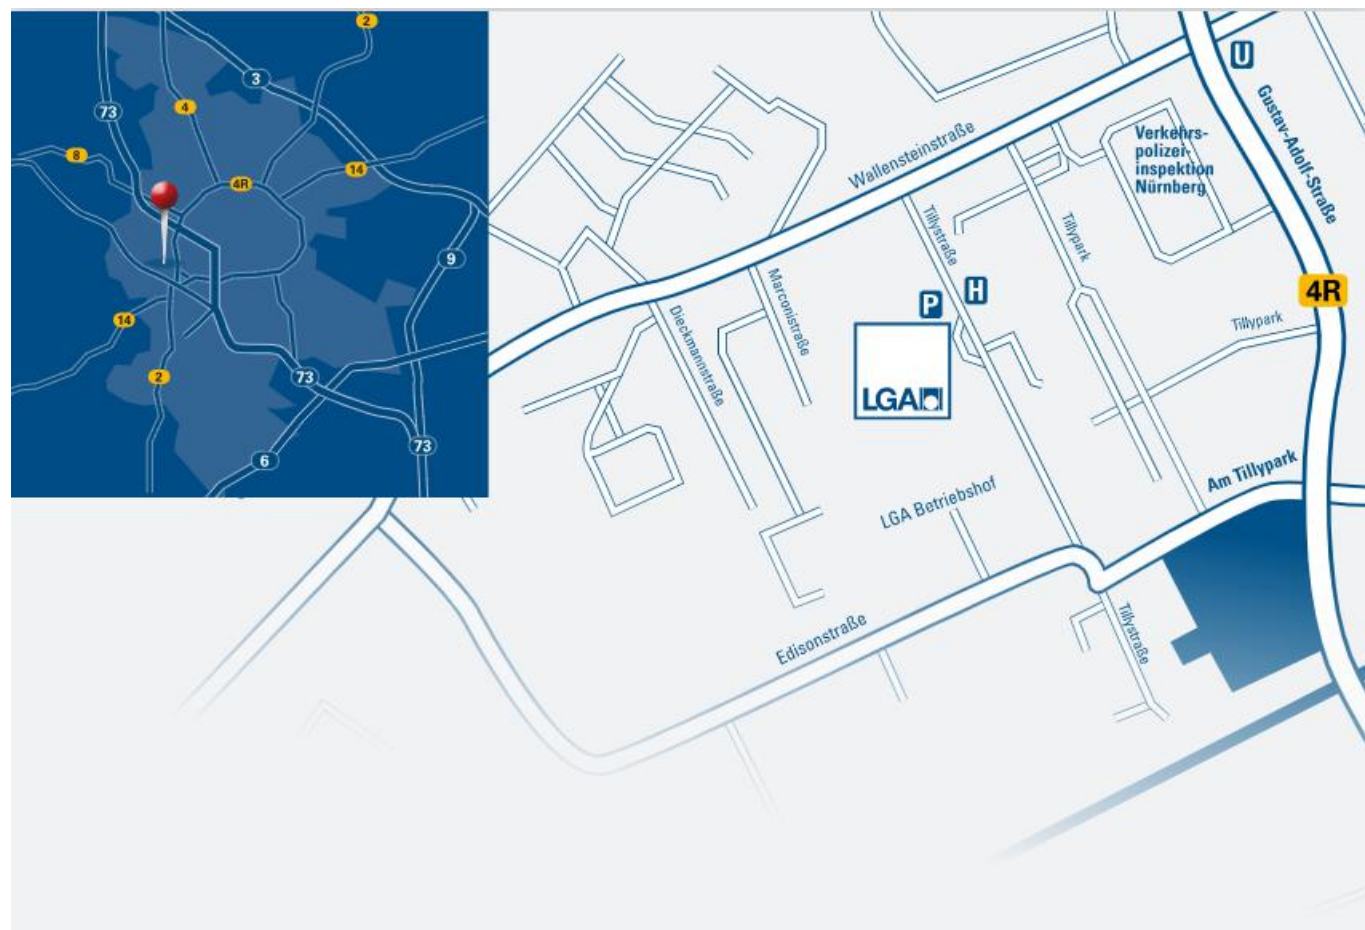 2
3
4
73
8
14
4R
9
14
2
73
73
6
U
Gustav-Adolf-Straße
Wallensteinstraße
Verkehrs-
polizei-
inspektion
Nürnberg
Tillystraße
Tillypark
Marconistraße
Dieckmannstraße
P
H
4R
Tillypark
LGA
Am Tillypark
LGA Betriebshof
Edisonstraße
Tillystraße